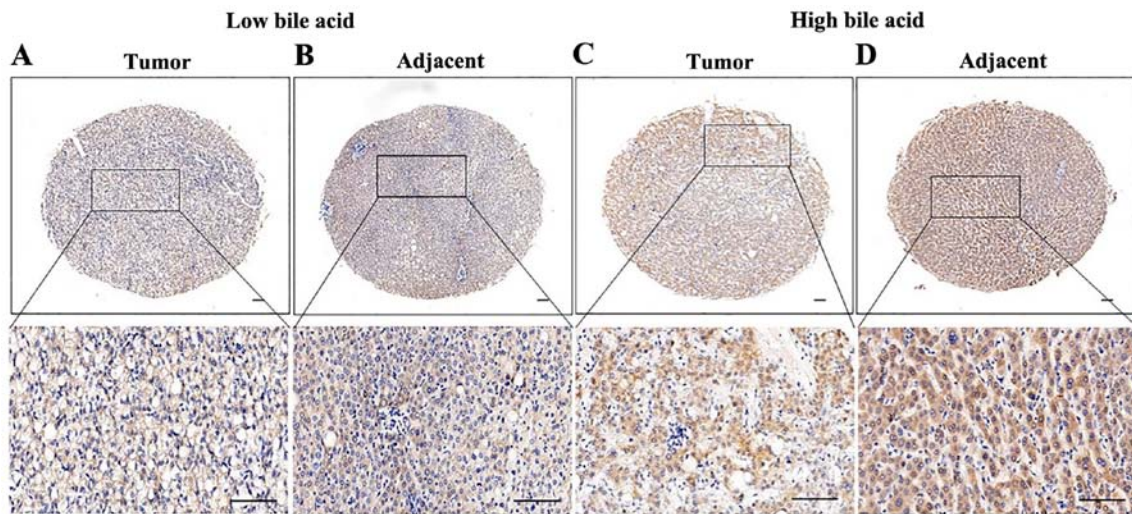 Low bile acid High bile acid
A B C D
Tumor Adjacent Tumor Adjacent